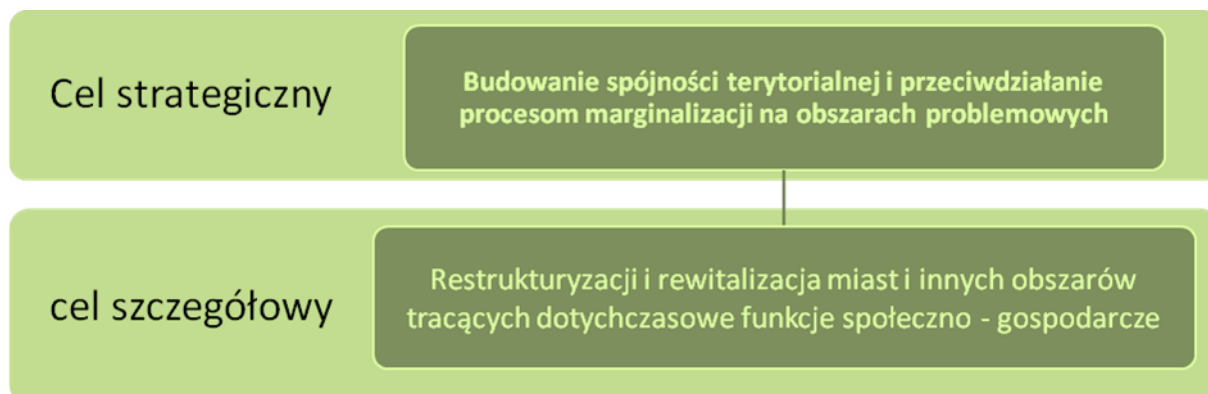 Cel strategiczny
Budowanie spójności terytorialnej i przeciwdziałanie
procesom marginalizacji na obszarach problemowych
cel szczegółowy
Restrukturyzacji i rewitalizacja miast i innych obszarów
tracących dotychczasowe funkcje społeczno - gospodarcze